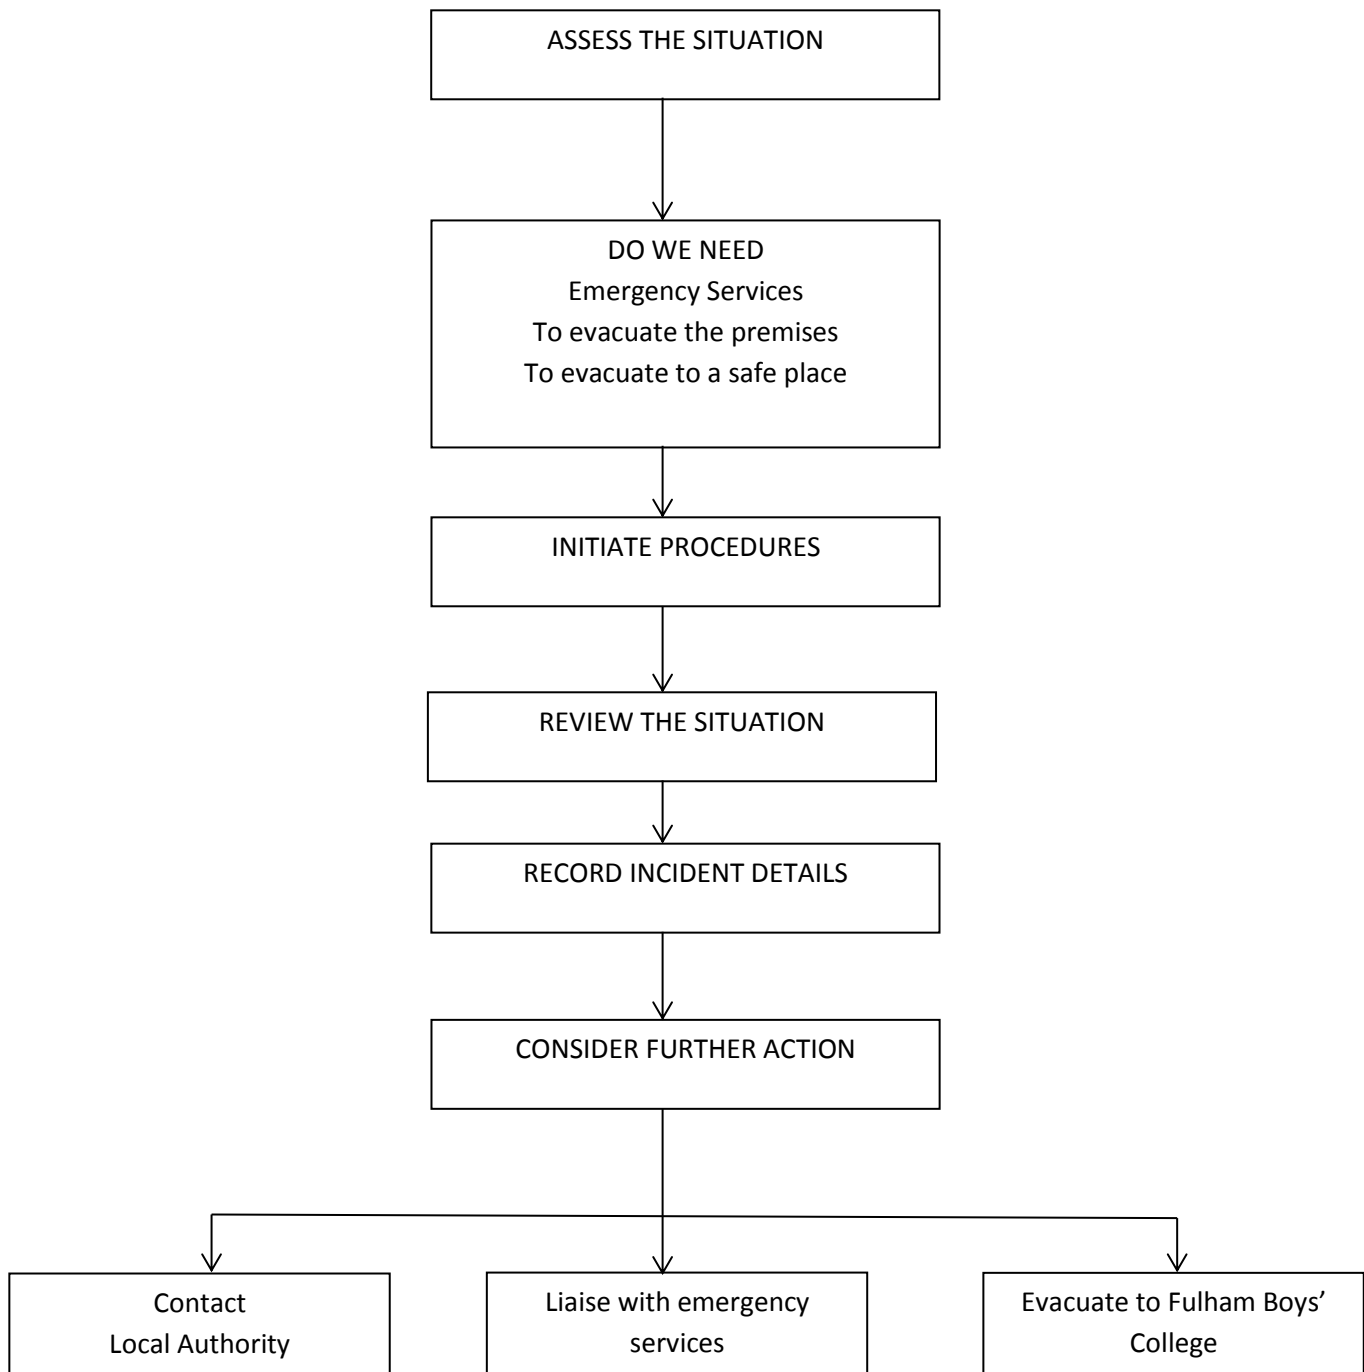 ASSESS THE SITUATION
DO WE NEED
Emergency Services
To evacuate the premises
To evacuate to a safe place
INITIATE PROCEDURES
REVIEW THE SITUATION
RECORD INCIDENT DETAILS
CONSIDER FURTHER ACTION
Contact
Local Authority
Liaise with emergency
services
Evacuate to Fulham Boys’
College